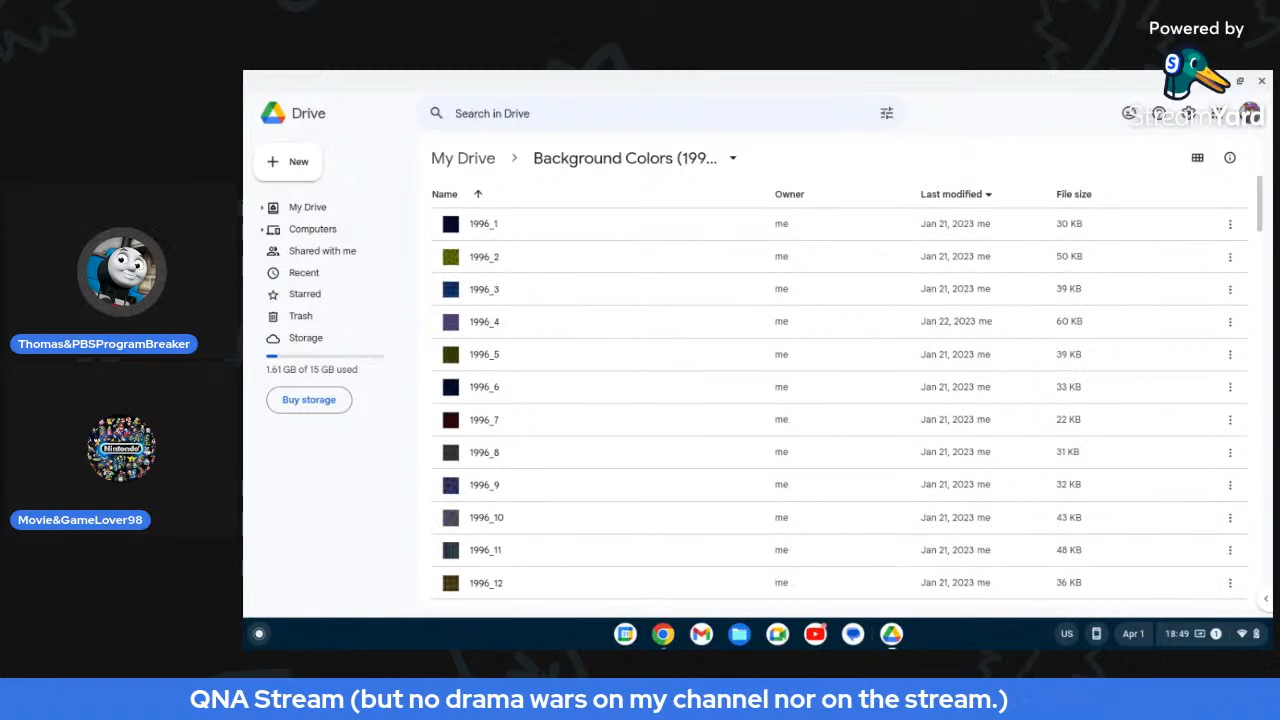 Powered by
StreamYard
Drive
Search in Drive
New
My Drive
Computers
Shared with me
Recent
Starred
Trash
Storage
1.61 GB of 15 GB used
Buy storage
My Drive > Background Colors (199...
Name Owner Last modified File size
1996_1 me Jan 21, 2023 me 30 KB
1996_2 me Jan 21, 2023 me 50 KB
1996_3 me Jan 21, 2023 me 39 KB
1996_4 me Jan 22, 2023 me 60 KB
1996_5 me Jan 21, 2023 me 39 KB
1996_6 me Jan 21, 2023 me 33 KB
1996_7 me Jan 21, 2023 me 22 KB
1996_8 me Jan 21, 2023 me 31 KB
1996_9 me Jan 21, 2023 me 32 KB
1996_10 me Jan 21, 2023 me 43 KB
1996_11 me Jan 21, 2023 me 48 KB
1996_12 me Jan 21, 2023 me 36 KB
Thomas&PBSProgramBreaker
Nintendo
Movie&GameLover98
US Apr 1 18:49 1
QNA Stream (but no drama wars on my channel nor on the stream.)